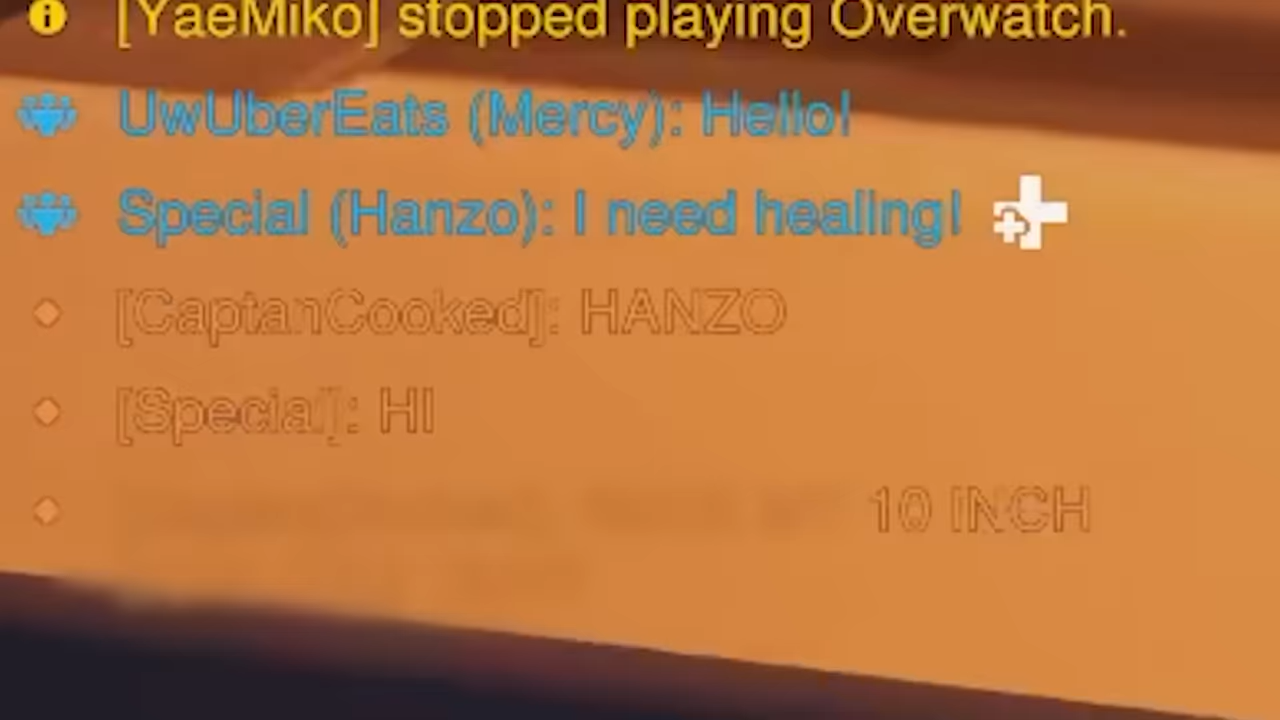 [YaeMiko] stopped playing Overwatch.
UwUberEats (Mercy): Hello!
Special (Hanzo): I need healing!
[CaptanCooked]: HANZO
[Special]: HI
10 INCH